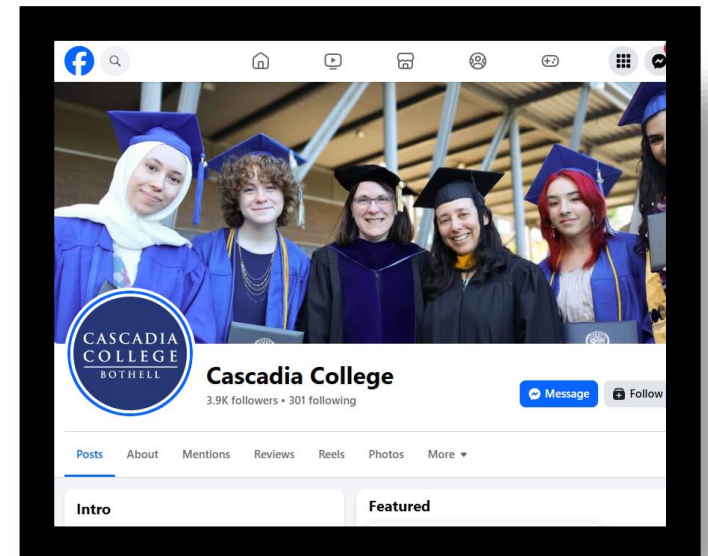 CASCADIA
COLLEGE
BOTHELL
Cascadia College
3.9K followers • 301 following
Message
Follow
Posts About Mentions Reviews Reels Photos More
Intro
Featured